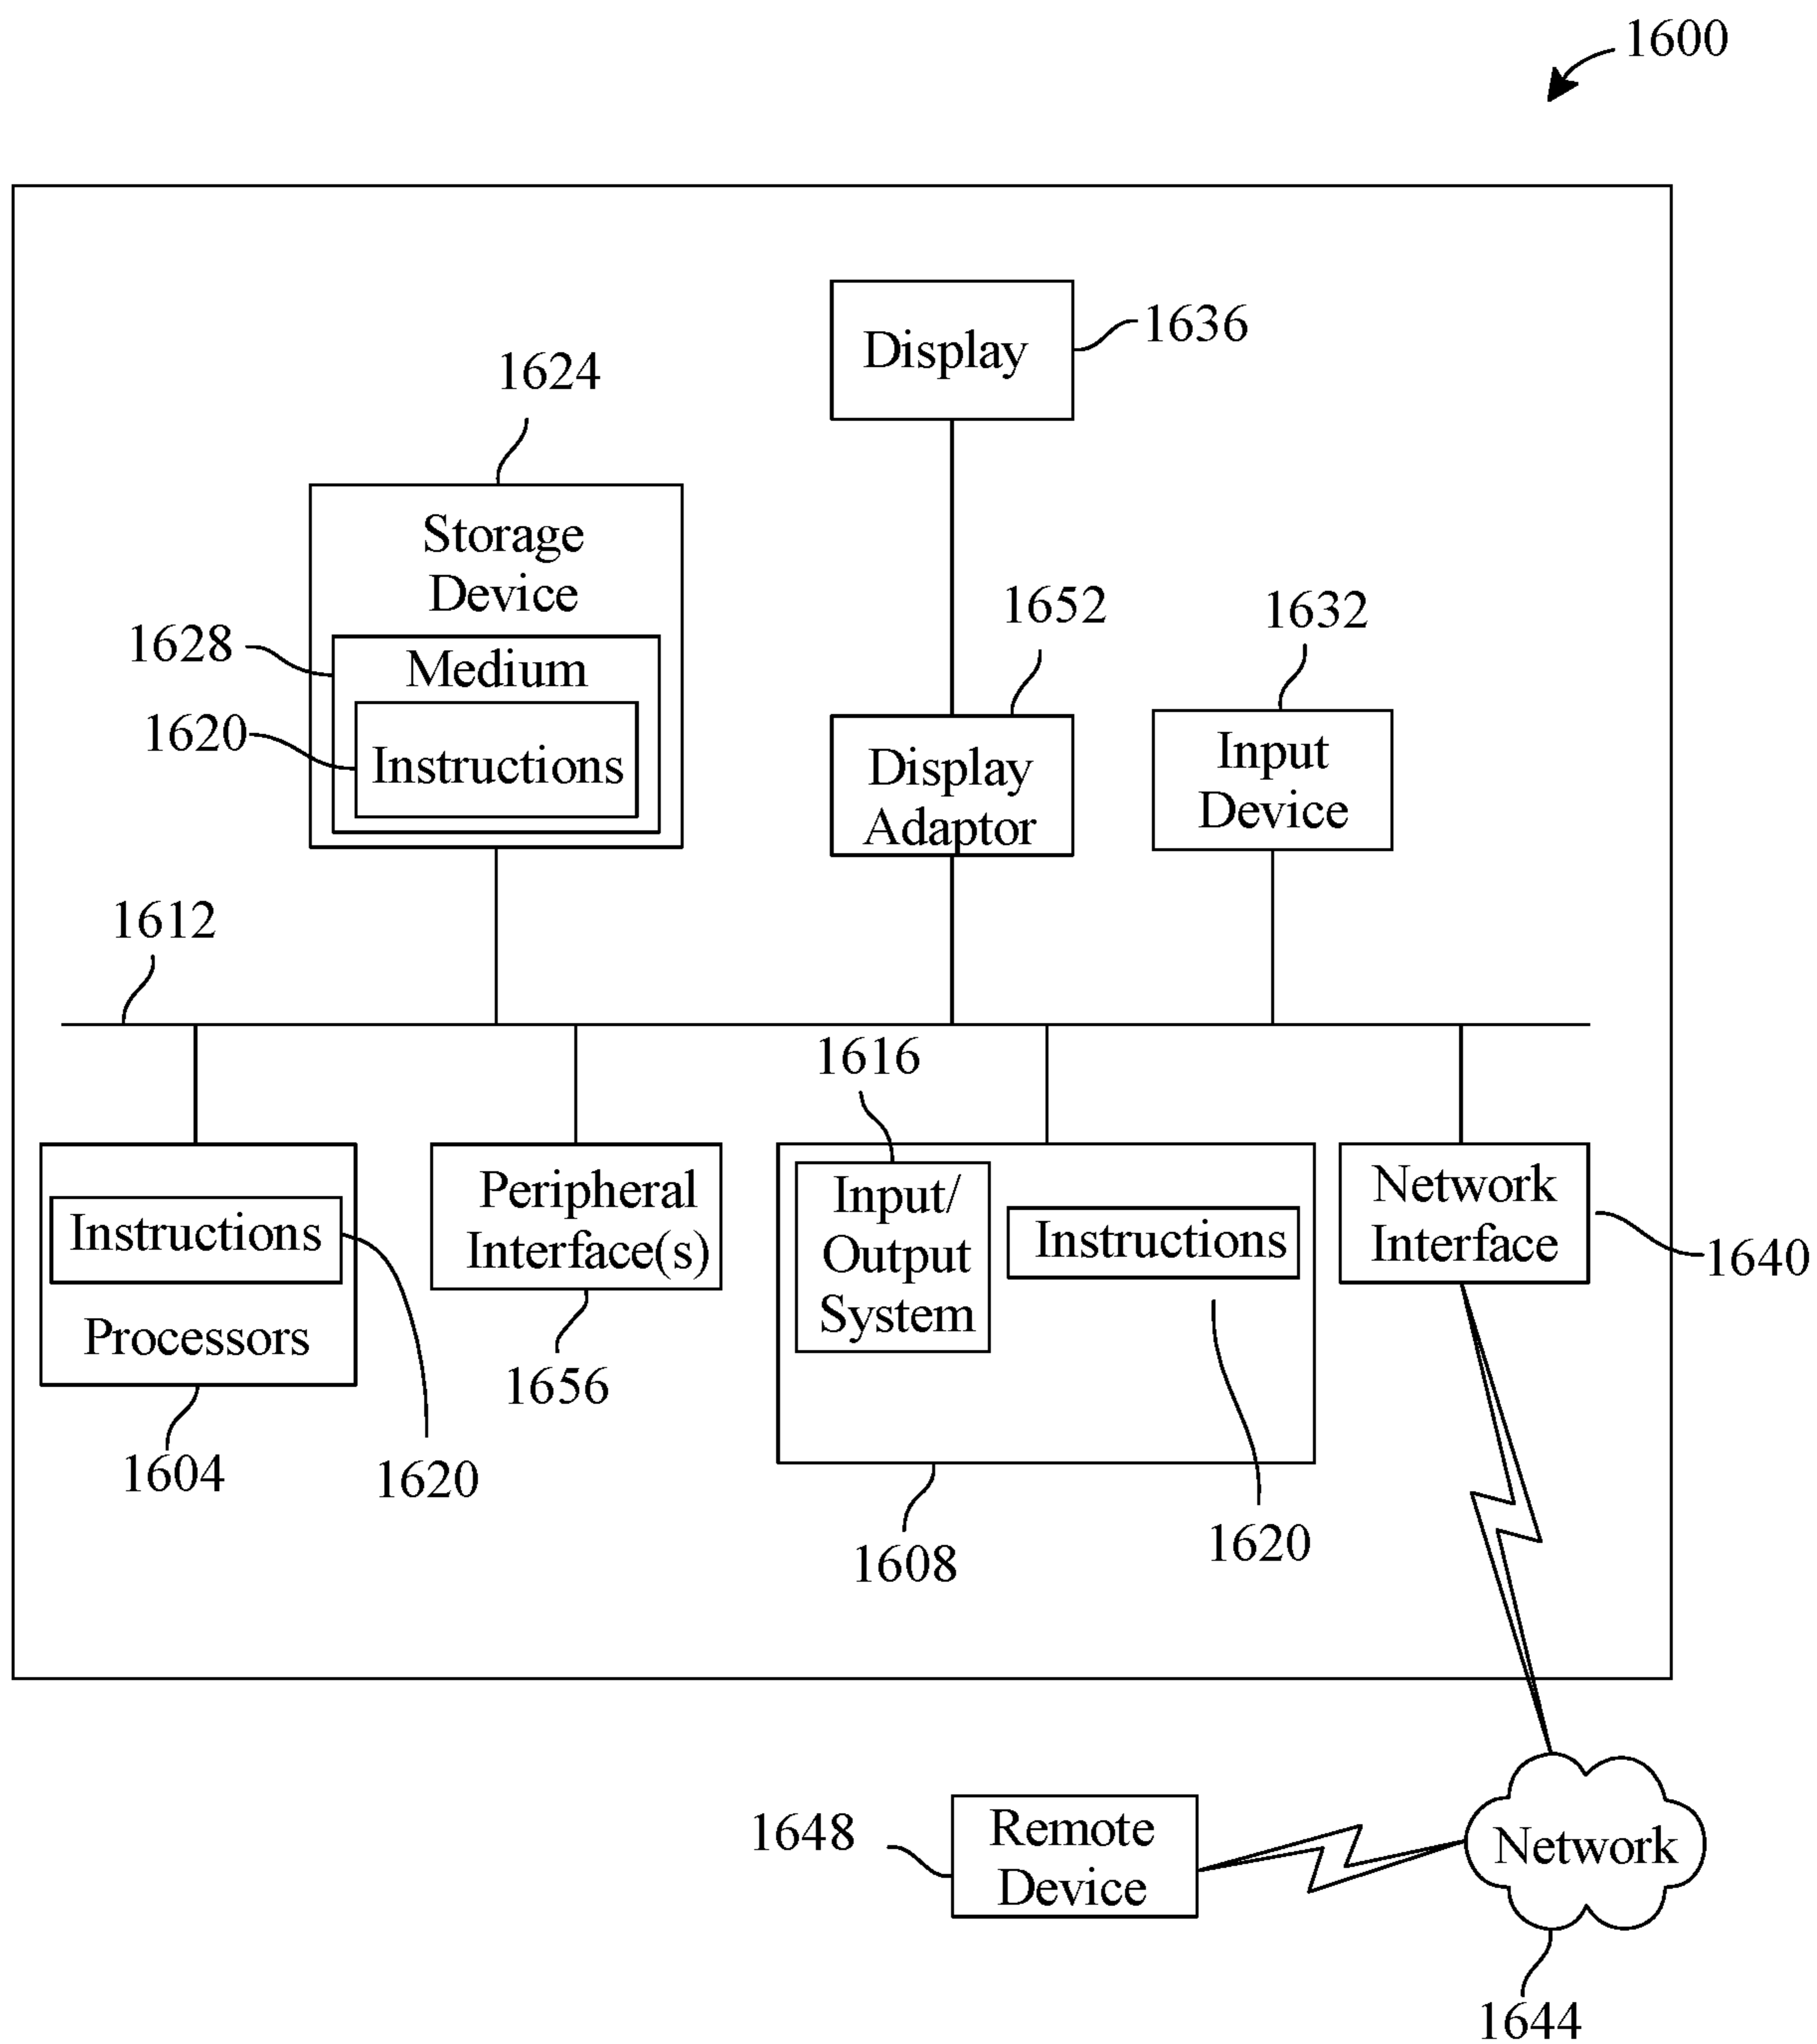 1600
Display
1636
1624
Storage
Device
1652
1632
1628
Medium
1620
Instructions
Display
Adaptor
Input
Device
1612
1616
Instructions
Processors
Peripheral
Interface(s)
Input/
Output
System
Instructions
Network
Interface
1640
1656
1604
1620
1608
1620
1648
Remote
Device
Network
1644